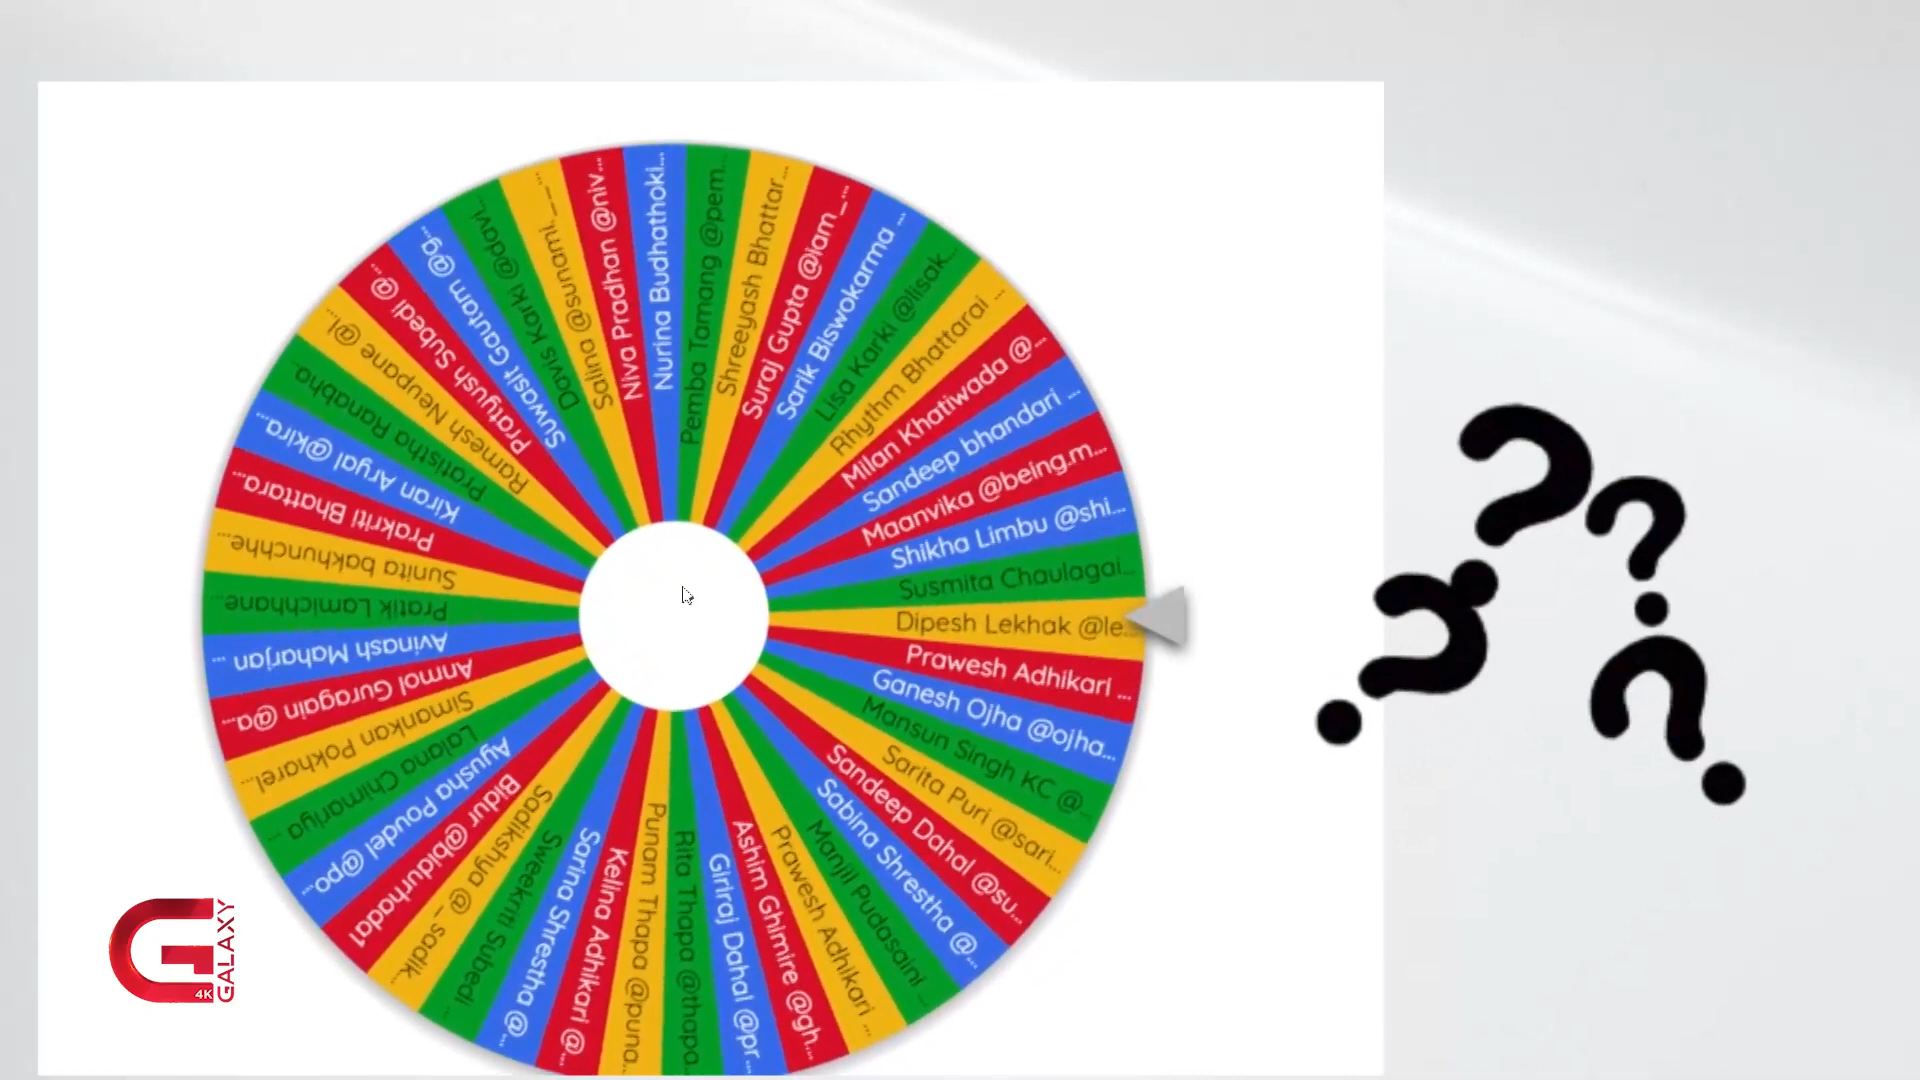 Nurina Budhathoki...
Pemba Tamang @pem...
Shreeyash Bhattar...
Suraj Gupta @iam_...
Sarik Biswokarma ...
Lisa Karki @lisak...
Rhythm Bhattarai ...
Milan Khatiwada @...
Sandeep bhandari ...
Maanvika @being.m...
Shikha Limbu @shi...
Susmita Chaulagai...
Dipesh Lekhak @le...
Prawesh Adhikari ...
Ganesh Ojha @ojha...
Mansun Singh KC @...
Sarita Puri @sari...
Sandeep Dahal @su...
Sabina Shrestha @...
Manjil Pudasaini ...
Prawesh Adhikari ...
Ashim Ghimire @gh...
Giriraj Dahal @pr...
Rita Thapa @thapa...
Punam Thapa @puna...
Kelina Adhikari @...
Sarina Shrestha @...
Sweekriti Subedi ...
Sadikshya @_sadik...
Bidur @bidurhada1
Ayusha Poudel @po...
Lalana Chimariya ...
Simankan Pokharel...
Anmol Guragain @a...
Avinash Maharjan ...
Pratik Lamichhane...
Sunita bakhunchhe...
Prakriti Bhattara...
Kiran Aryal @kira...
Pratistha Ranabha...
Ramesh Neupane @l...
Pratyush Subedi @...
Suwasit Gautam @g...
Davis Karki @davi...
Salina @sunami.__...
Niva Pradhan @niv...
? ? ? ?
G 4K GALAXY